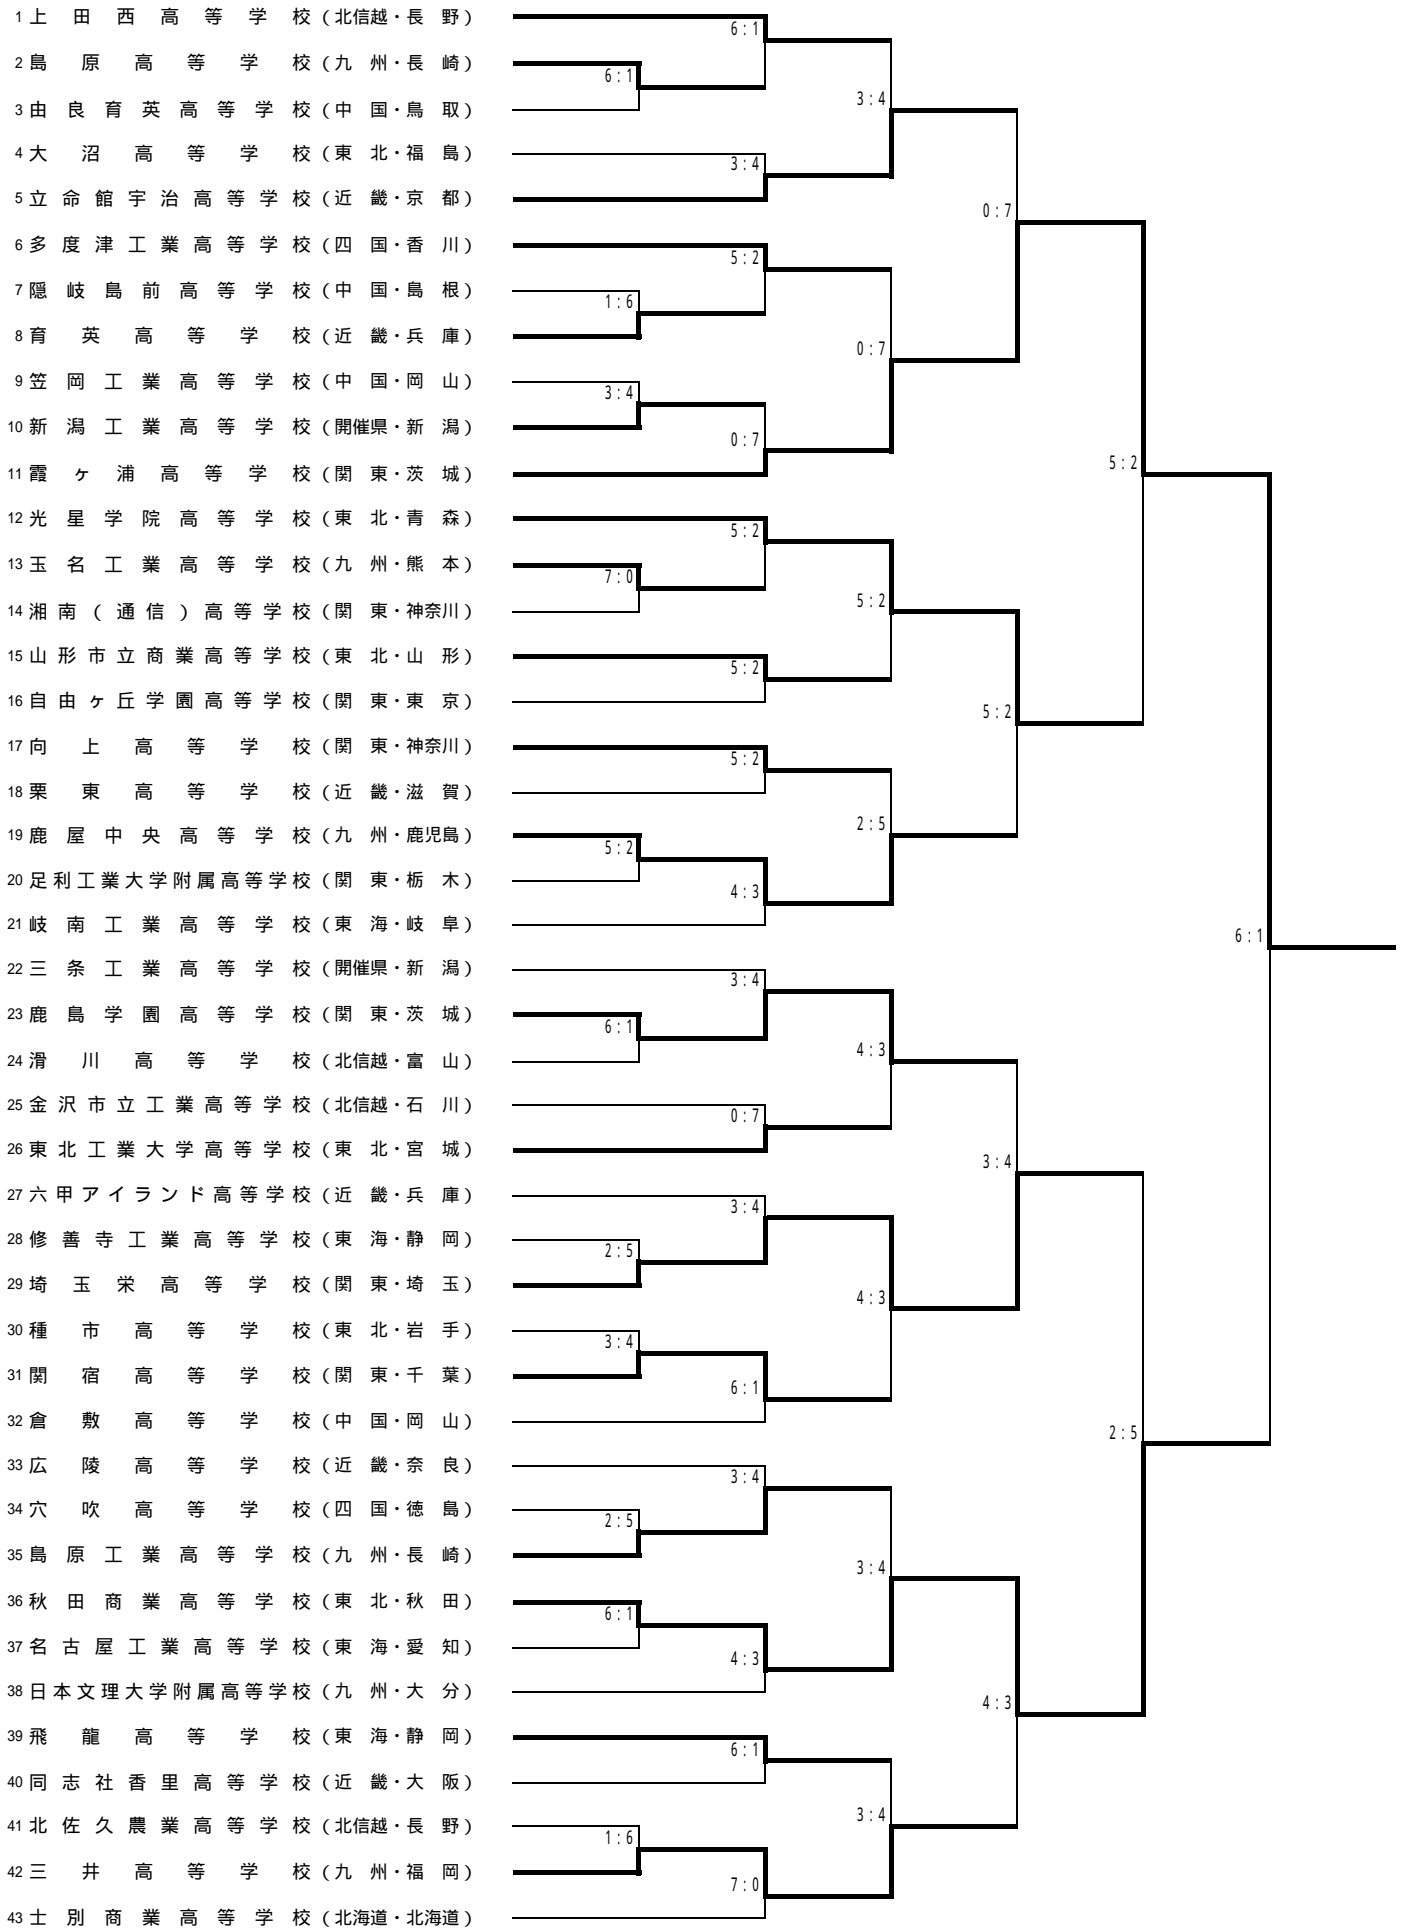 1 上田西高等学校(北信越・長野)
6:1
2 島原高等学校(九州・長崎)
6:1
3 由良育英高等学校(中国・鳥取)
3:4
4 大沼高等学校(東北・福島)
3:4
5 立命館宇治高等学校(近畿・京都)
0:7
6 多度津工業高等学校(四国・香川)
5:2
7 隠岐島前高等学校(中国・島根)
1:6
8 育英高等学校(近畿・兵庫)
0:7
9 笠岡工業高等学校(中国・岡山)
3:4
10 新潟工業高等学校(開催県・新潟)
0:7
11 霞ヶ浦高等学校(関東・茨城)
5:2
12 光星学院高等学校(東北・青森)
5:2
13 玉名工業高等学校(九州・熊本)
7:0
14 湘南(通信)高等学校(関東・神奈川)
5:2
15 山形市立商業高等学校(東北・山形)
5:2
16 自由ヶ丘学園高等学校(関東・東京)
5:2
17 向上高等学校(関東・神奈川)
5:2
18 栗東高等学校(近畿・滋賀)
2:5
19 鹿屋中央高等学校(九州・鹿児島)
5:2
20 足利工業大学附属高等学校(関東・栃木)
4:3
21 岐南工業高等学校(東海・岐阜)
6:1
22 三条工業高等学校(開催県・新潟)
3:4
23 鹿島学園高等学校(関東・茨城)
6:1
24 滑川高等学校(北信越・富山)
4:3
25 金沢市立工業高等学校(北信越・石川)
0:7
26 東北工業大学高等学校(東北・宮城)
3:4
27 六甲アイランド高等学校(近畿・兵庫)
3:4
28 修善寺工業高等学校(東海・静岡)
2:5
29 埼玉栄高等学校(関東・埼玉)
4:3
30 種市高等学校(東北・岩手)
3:4
31 関宿高等学校(関東・千葉)
6:1
32 倉敷高等学校(中国・岡山)
2:5
33 広陵高等学校(近畿・奈良)
3:4
34 穴吹高等学校(四国・徳島)
2:5
35 島原工業高等学校(九州・長崎)
3:4
36 秋田商業高等学校(東北・秋田)
6:1
37 名古屋工業高等学校(東海・愛知)
4:3
38 日本文理大学附属高等学校(九州・大分)
4:3
39 飛龍高等学校(東海・静岡)
6:1
40 同志社香里高等学校(近畿・大阪)
3:4
41 北佐久農業高等学校(北信越・長野)
1:6
42 三井高等学校(九州・福岡)
7:0
43 士別商業高等学校(北海道・北海道)